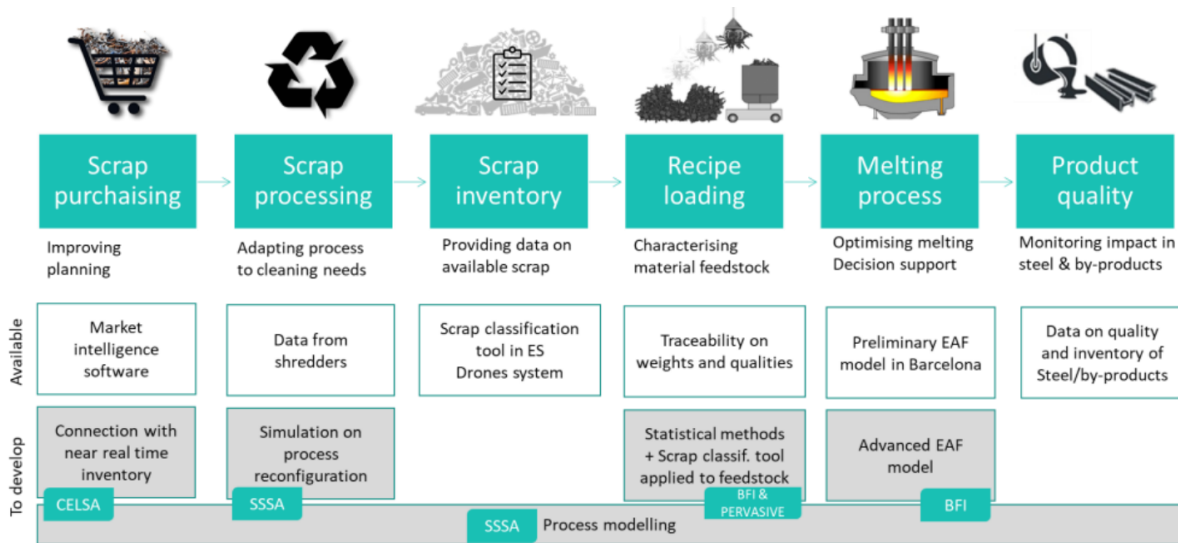 Scrap
purchaising
Scrap
processing
Scrap
inventory
Recipe
loading
Melting
process
Product
quality
Improving
planning
Adapting process
to cleaning needs
Providing data on
available scrap
Characterising
material feedstock
Optimising melting
Decision support
Monitoring impact in
steel & by-products
Available
Market
intelligence
software
Data from
shredders
Scrap classification
tool in ES
Drones system
Traceability on
weights and qualities
Preliminary EAF
model in Barcelona
Data on quality
and inventory of
Steel/by-products
To develop
Connection with
near real time
inventory
Simulation on
process
reconfiguration
Statistical methods
+ Scrap classif. tool
applied to feedstock
Advanced EAF
model
CELSA
SSSA
BFI &
PERVASIVE
BFI
SSSA
Process modelling